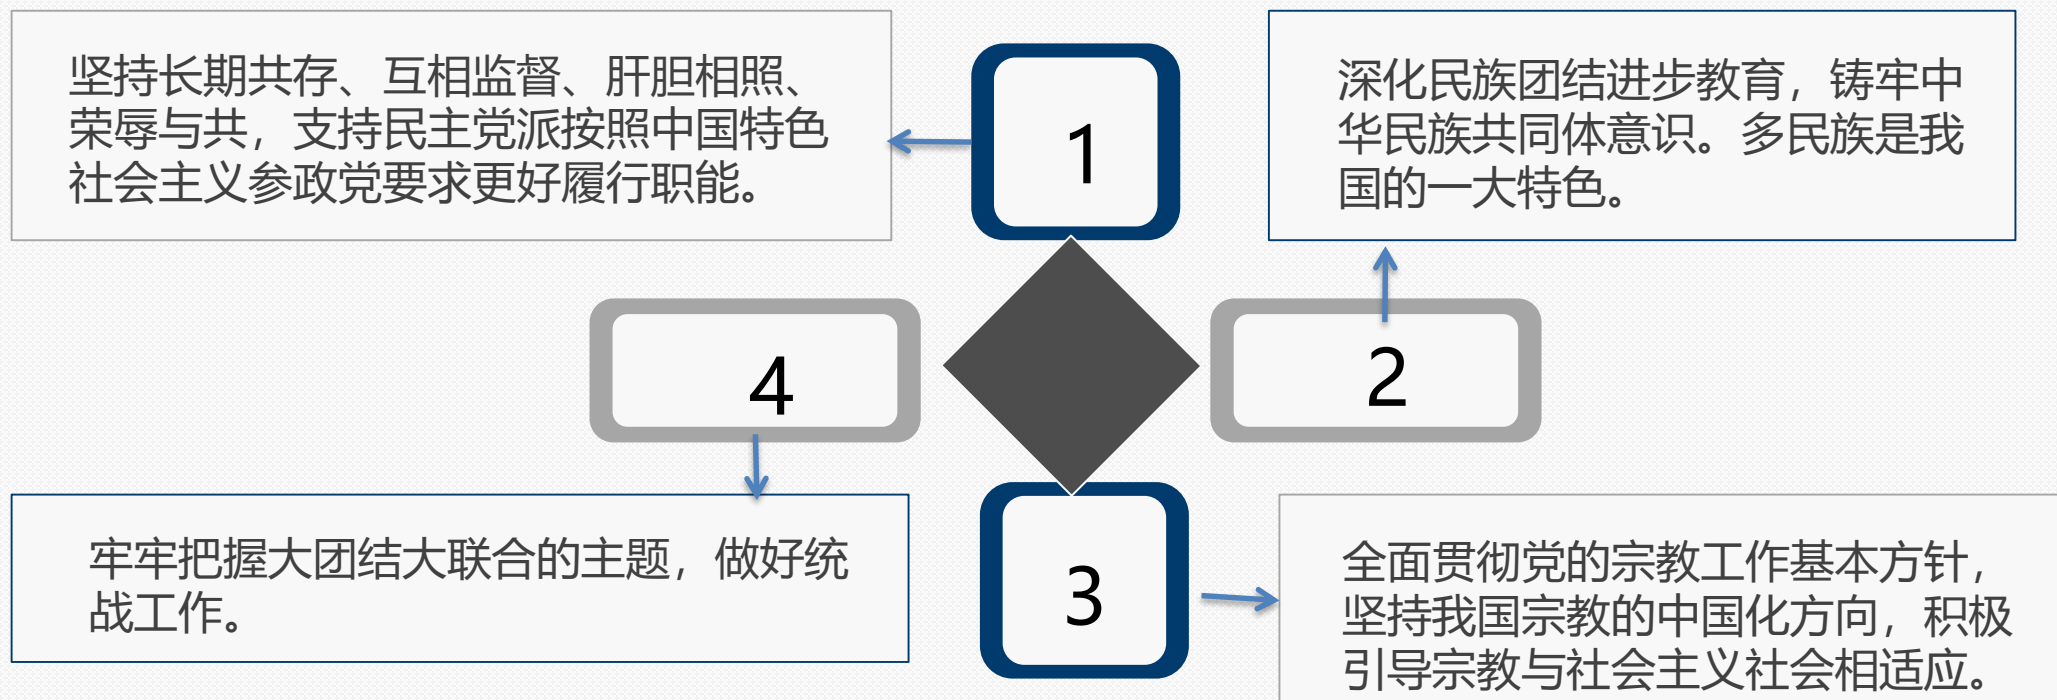 坚持长期共存、互相监督、肝胆相照、
荣辱与共，支持民主党派按照中国特色
社会主义参政党要求更好履行职能。
1
深化民族团结进步教育，铸牢中
华民族共同体意识。多民族是我
国的一大特色。
4
2
牢牢把握大团结大联合的主题，做好统
战工作。
3
全面贯彻党的宗教工作基本方针，
坚持我国宗教的中国化方向，积极
引导宗教与社会主义社会相适应。